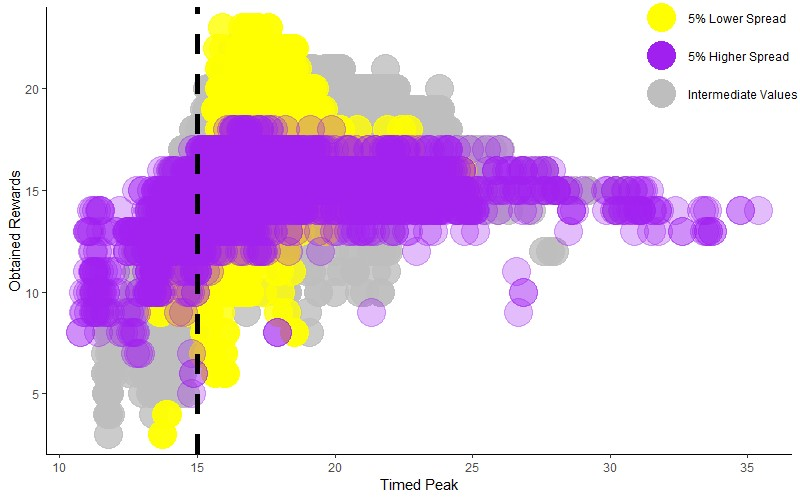 5% Lower Spread
5% Higher Spread
Intermediate Values
Obtained Rewards
20
15
10
5
10 15 20 25 30 35
Timed Peak